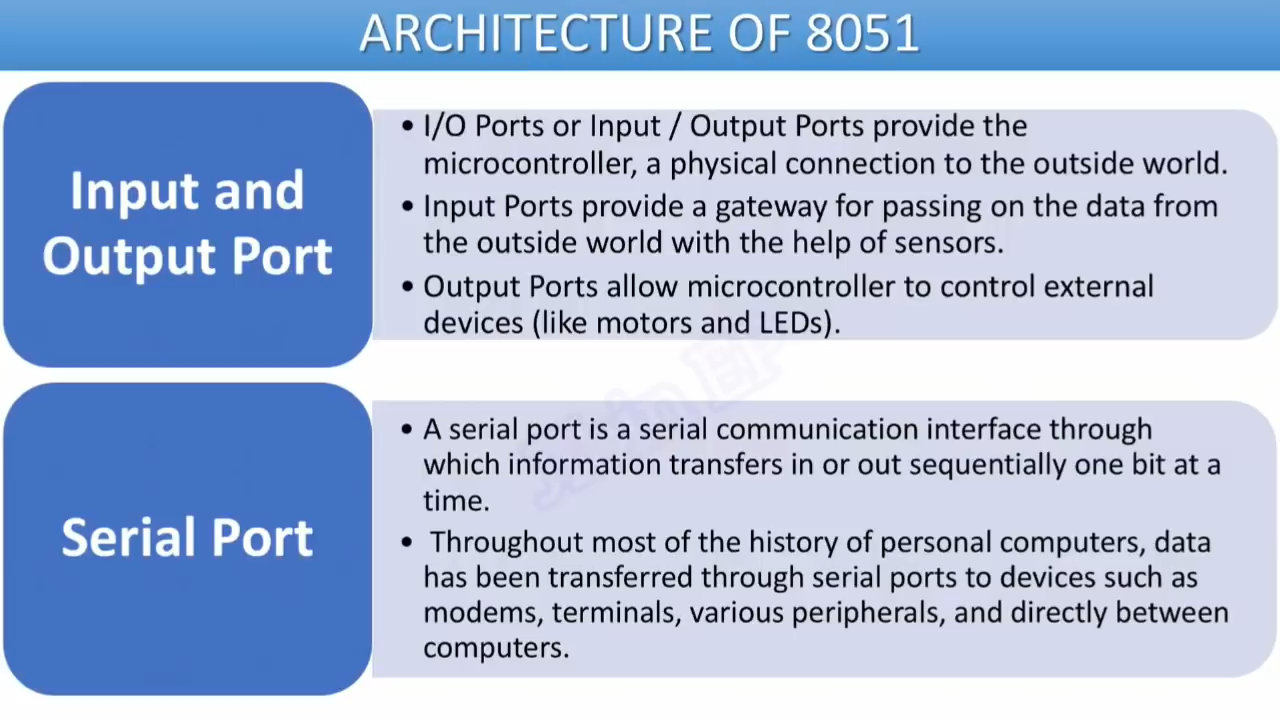 ARCHITECTURE OF 8051
Input and
Output Port
• I/O Ports or Input / Output Ports provide the
microcontroller, a physical connection to the outside world.
• Input Ports provide a gateway for passing on the data from
the outside world with the help of sensors.
• Output Ports allow microcontroller to control external
devices (like motors and LEDs).
Serial Port
• A serial port is a serial communication interface through
which information transfers in or out sequentially one bit at a
time.
• Throughout most of the history of personal computers, data
has been transferred through serial ports to devices such as
modems, terminals, various peripherals, and directly between
computers.